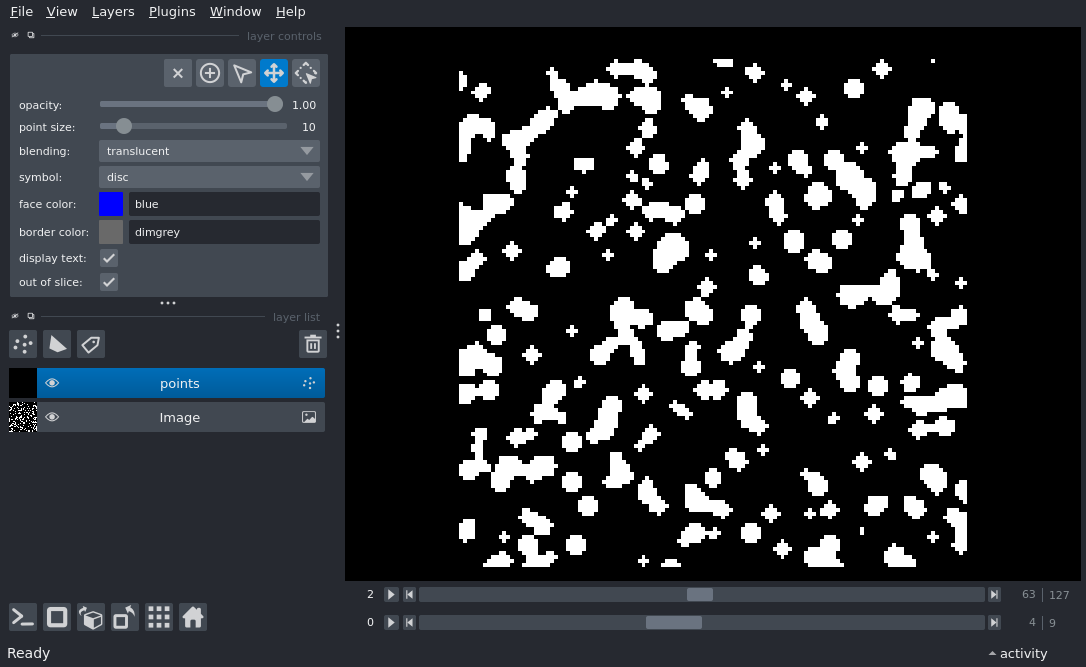 File View Layers Plugins Window Help
layer controls
opacity: 1.00
point size: 10
blending: translucent
symbol: disc
face color: blue
border color: dimgrey
display text:
out of slice:
layer list
points
Image
2 63 127
0 4 9
Ready activity